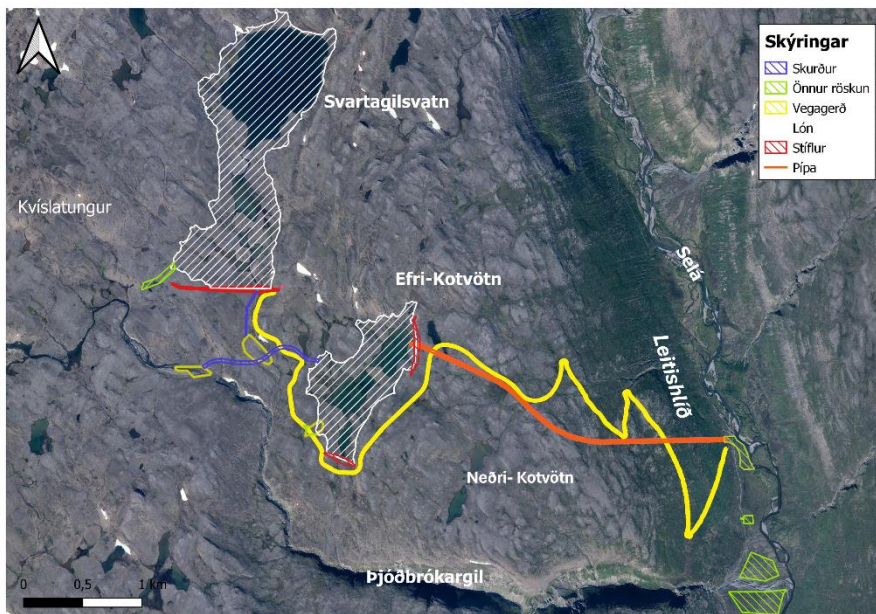 Skýringar
Skurður
Önnur röskun
Vegagerð
Lón
Stíflur
Pípa
Svartagilsvatn
Kvíslatungur
Efri-Kotvötn
Selá
Leitishlíð
Neðri- Kotvötn
Þjóðbrókargil
0 0,5 1 km